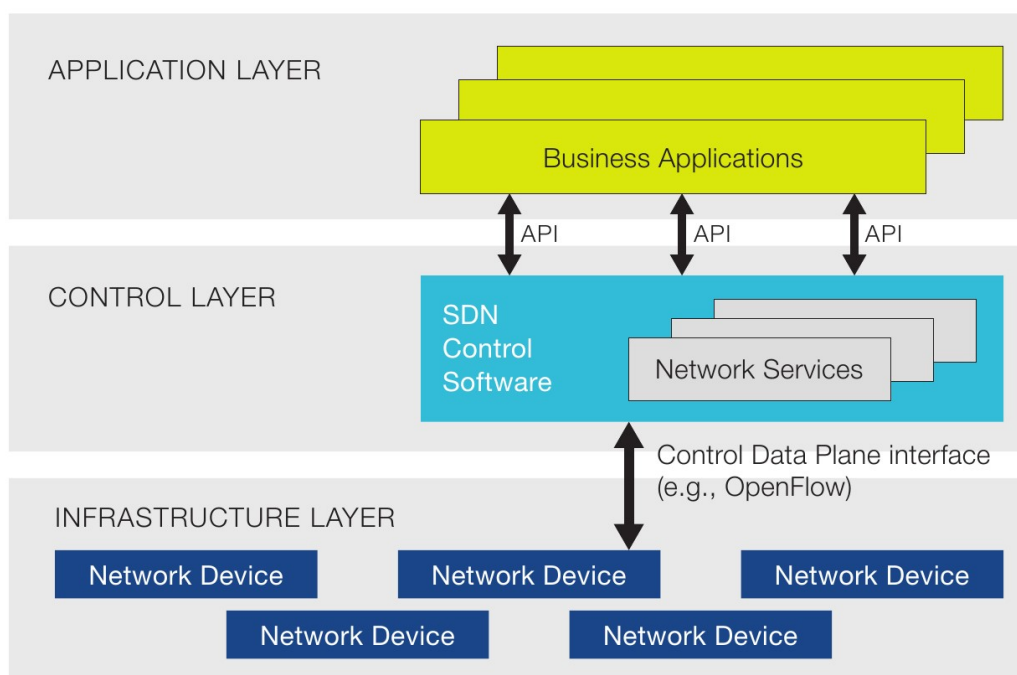 APPLICATION LAYER
Business Applications
API
API
API
CONTROL LAYER
SDN
Control
Software
Network Services
Control Data Plane interface
(e.g., OpenFlow)
INFRASTRUCTURE LAYER
Network Device
Network Device
Network Device
Network Device
Network Device